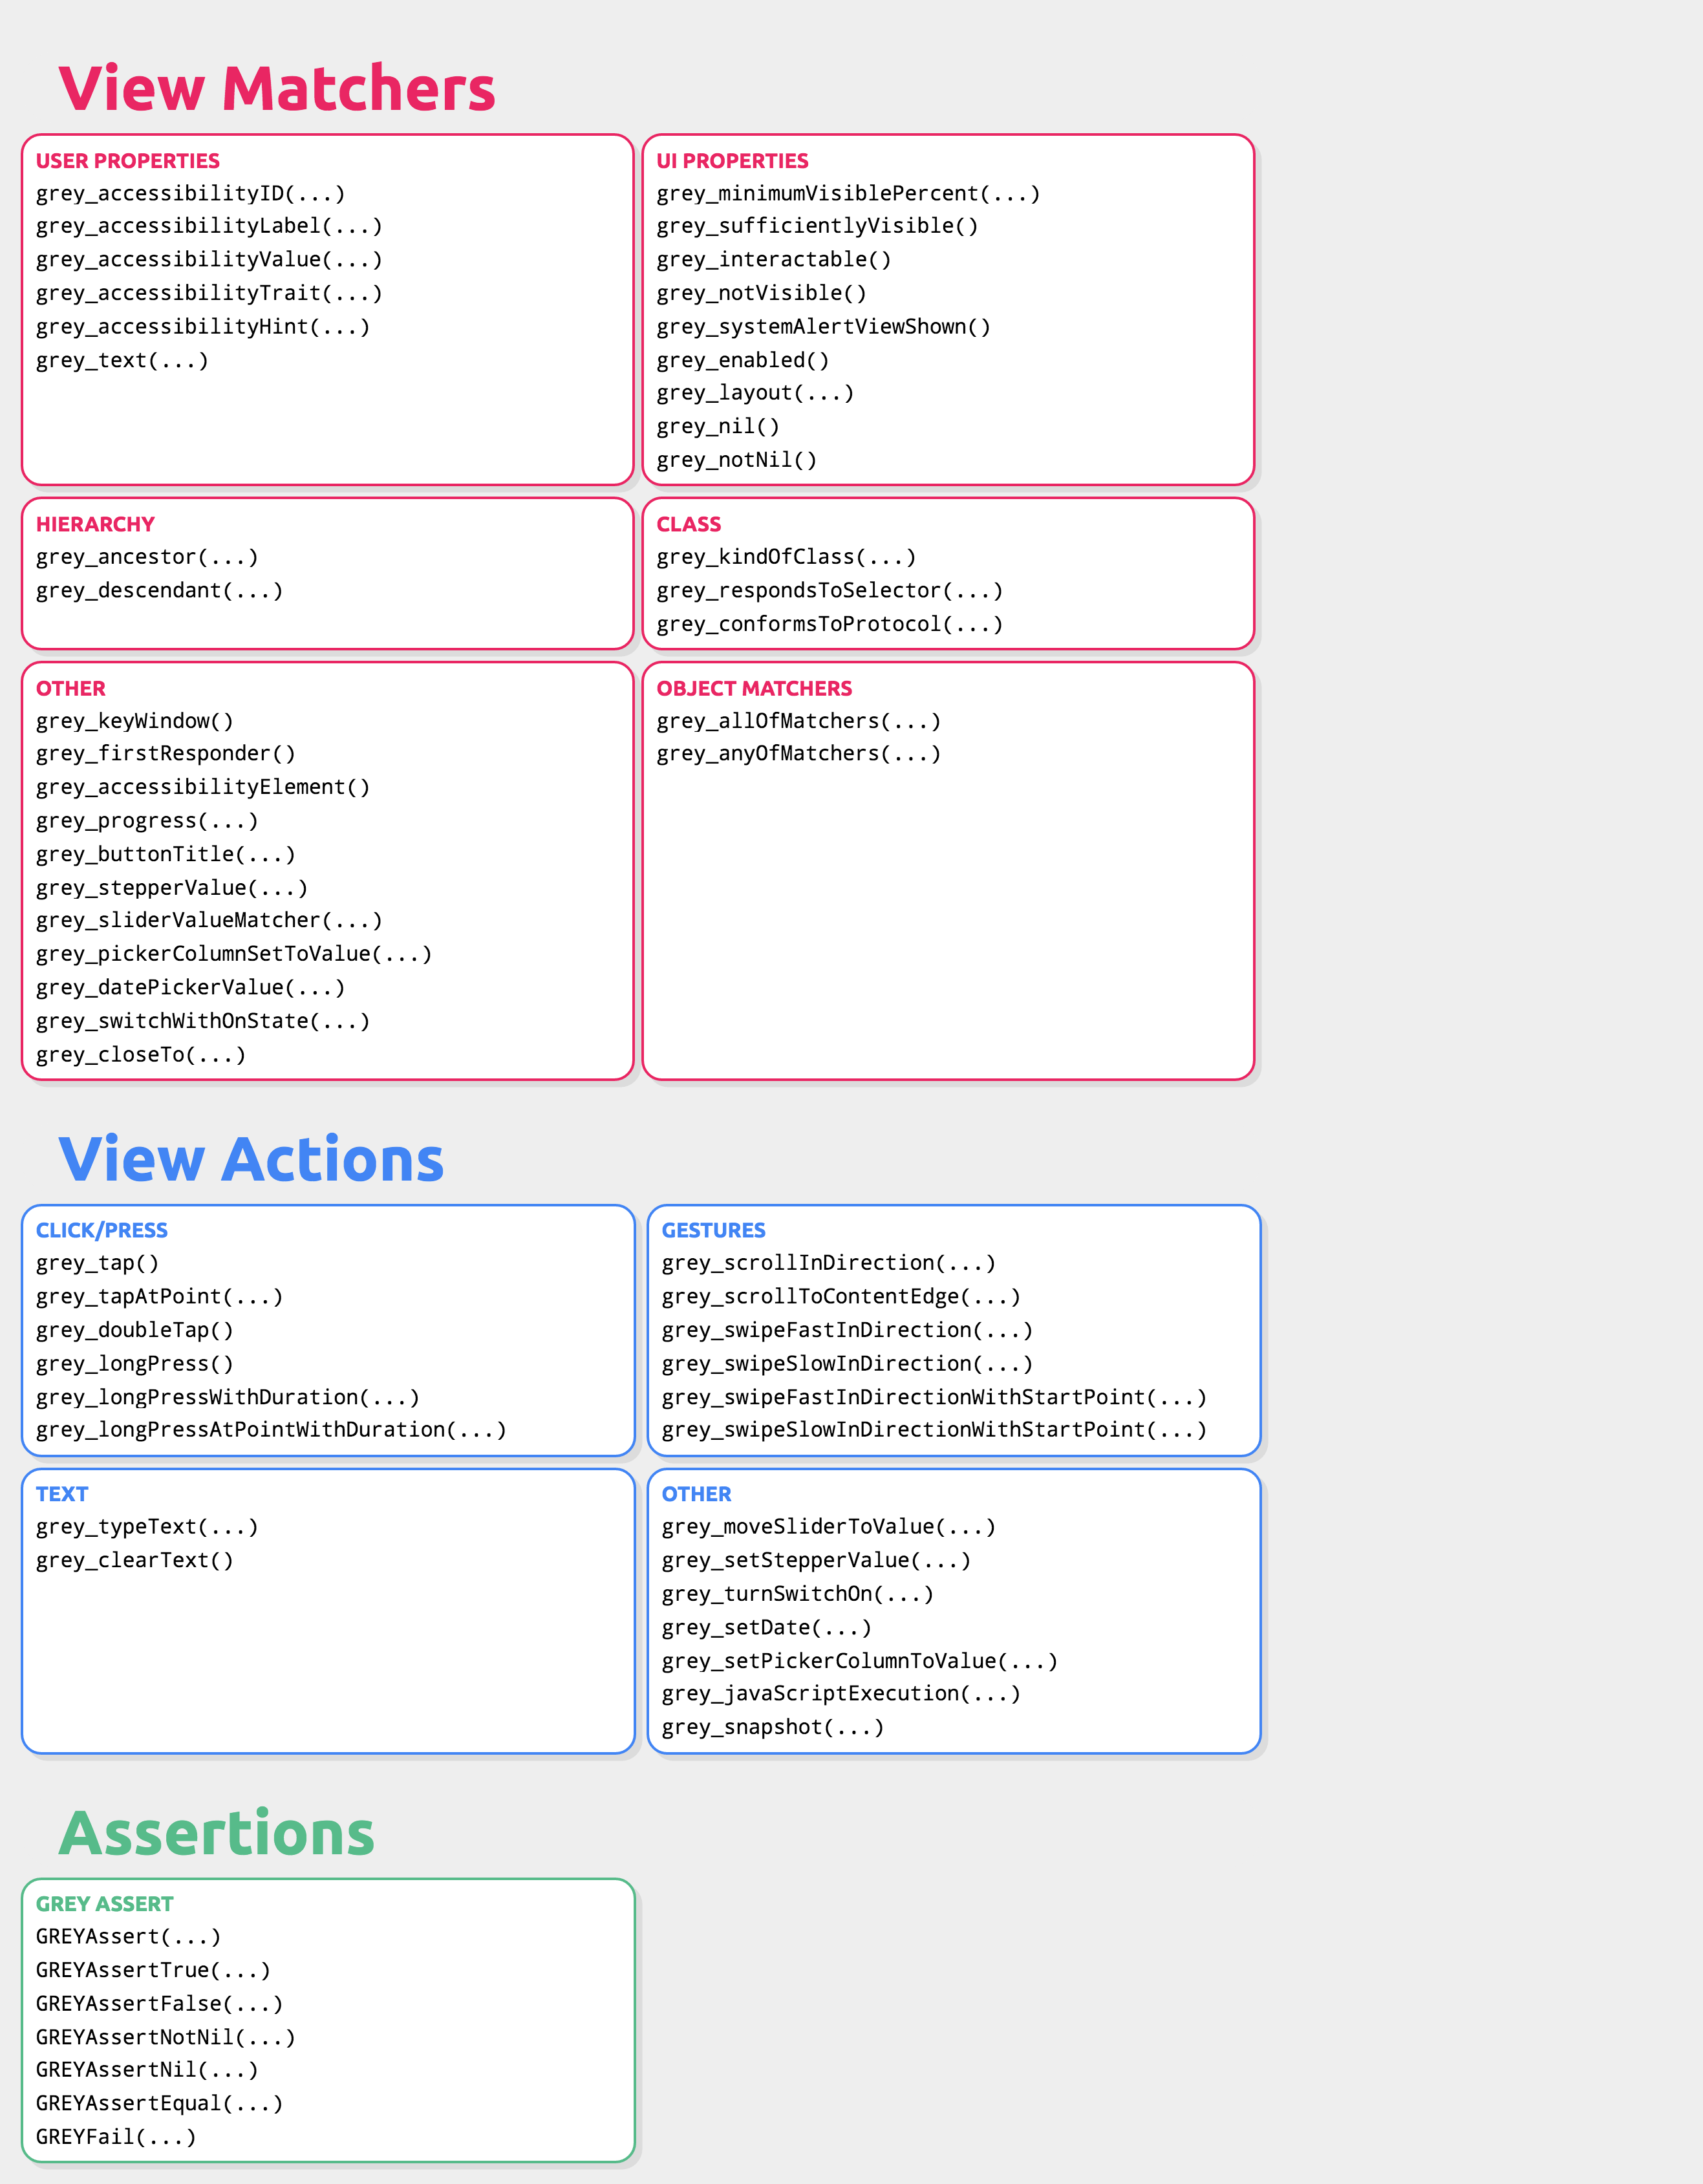 View Matchers
USER PROPERTIES
grey_accessibilityID(...)
grey_accessibilityLabel(...)
grey_accessibilityValue(...)
grey_accessibilityTrait(...)
grey_accessibilityHint(...)
grey_text(...)
UI PROPERTIES
grey_minimumVisiblePercent(...)
grey_sufficientlyVisible()
grey_interactable()
grey_notVisible()
grey_systemAlertViewShown()
grey_enabled()
grey_layout(...)
grey_nil()
grey_notNil()
HIERARCHY
grey_ancestor(...)
grey_descendant(...)
CLASS
grey_kindOfClass(...)
grey_respondsToSelector(...)
grey_conformsToProtocol(...)
OTHER
grey_keyWindow()
grey_firstResponder()
grey_accessibilityElement()
grey_progress(...)
grey_buttonTitle(...)
grey_stepperValue(...)
grey_sliderValueMatcher(...)
grey_pickerColumnSetToValue(...)
grey_datePickerValue(...)
grey_switchWithOnState(...)
grey_closeTo(...)
OBJECT MATCHERS
grey_allOfMatchers(...)
grey_anyOfMatchers(...)
View Actions
CLICK/PRESS
grey_tap()
grey_tapAtPoint(...)
grey_doubleTap()
grey_longPress()
grey_longPressWithDuration(...)
grey_longPressAtPointWithDuration(...)
GESTURES
grey_scrollInDirection(...)
grey_scrollToContentEdge(...)
grey_swipeFastInDirection(...)
grey_swipeSlowInDirection(...)
grey_swipeFastInDirectionWithStartPoint(...)
grey_swipeSlowInDirectionWithStartPoint(...)
TEXT
grey_typeText(...)
grey_clearText()
OTHER
grey_moveSliderToValue(...)
grey_setStepperValue(...)
grey_turnSwitchOn(...)
grey_setDate(...)
grey_setPickerColumnToValue(...)
grey_javaScriptExecution(...)
grey_snapshot(...)
Assertions
GREY ASSERT
GREYAssert(...)
GREYAssertTrue(...)
GREYAssertFalse(...)
GREYAssertNotNil(...)
GREYAssertNil(...)
GREYAssertEqual(...)
GREYFail(...)